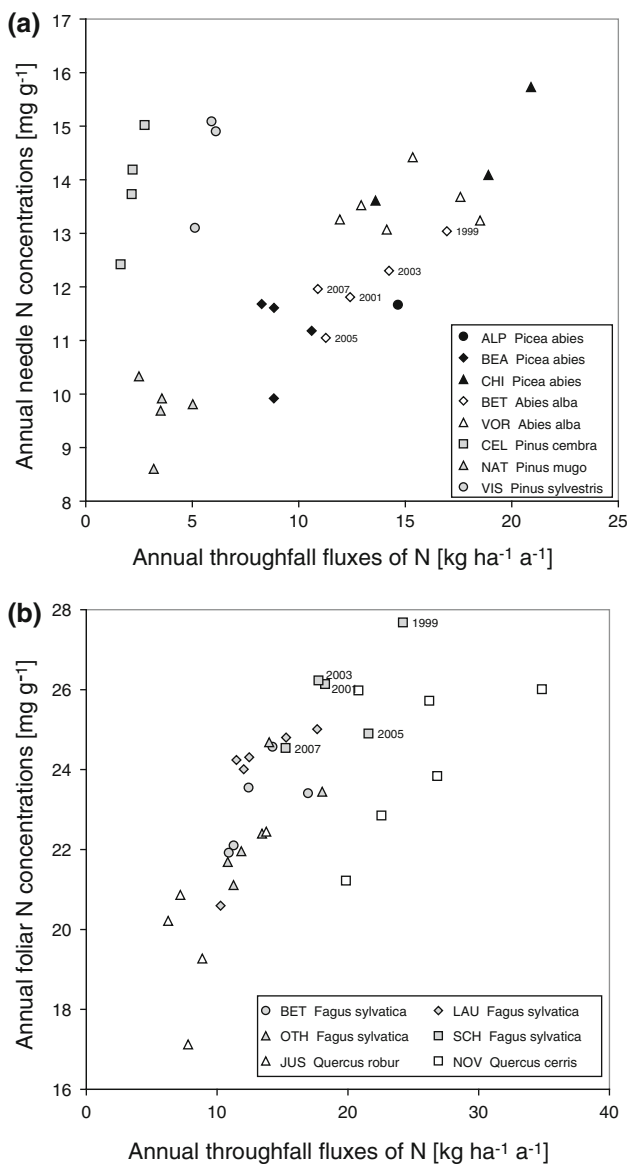 (a)
17
16
15
14
13
12
11
10
9
8
Annual needle N concentrations [mg g-1]
1999
2003
2007
2001
2005
ALP Picea abies
BEA Picea abies
CHI Picea abies
BET Abies alba
VOR Abies alba
CEL Pinus cembra
NAT Pinus mugo
VIS Pinus sylvestris
0 5 10 15 20 25
Annual throughfall fluxes of N [kg ha-1 a-1]
(b)
28
26
24
22
20
18
16
Annual foliar N concentrations [mg g-1]
1999
2003
2001
2005
2007
BET Fagus sylvatica LAU Fagus sylvatica
OTH Fagus sylvatica SCH Fagus sylvatica
JUS Quercus robur NOV Quercus cerris
0 10 20 30 40
Annual throughfall fluxes of N [kg ha-1 a-1]